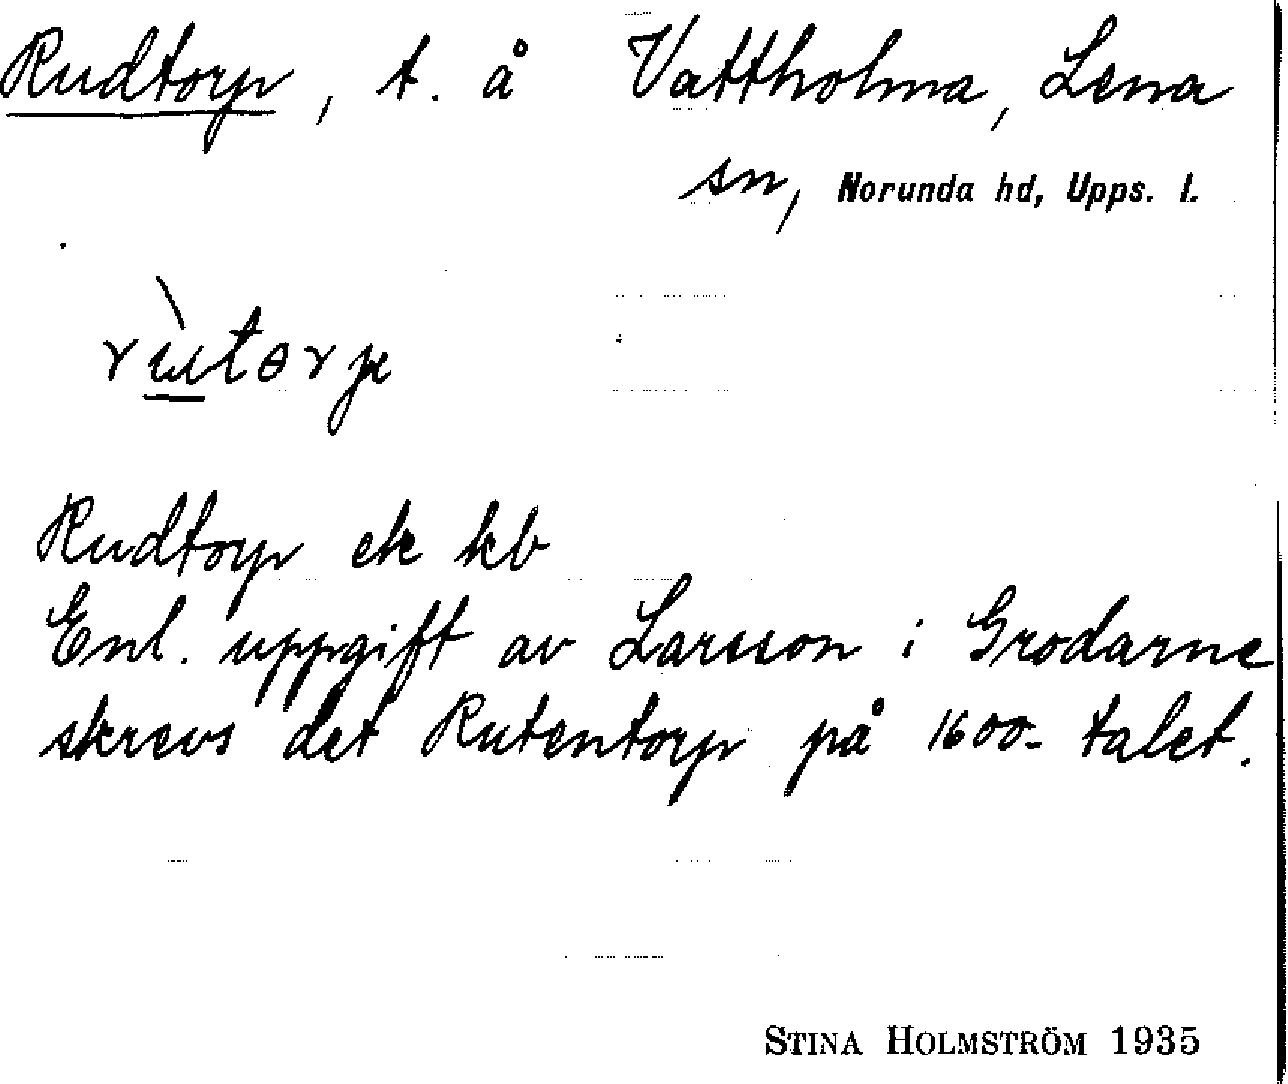 Rudtorp, t. å Vattholma, Lena
sn, Norunda hd, Upps. l.
Rudtorp ek kb
Enl. uppgift av Larsson i Grodarne
skrevs det Rutentorp på 1600-talet.
STINA HOLMSTRÖM 1935